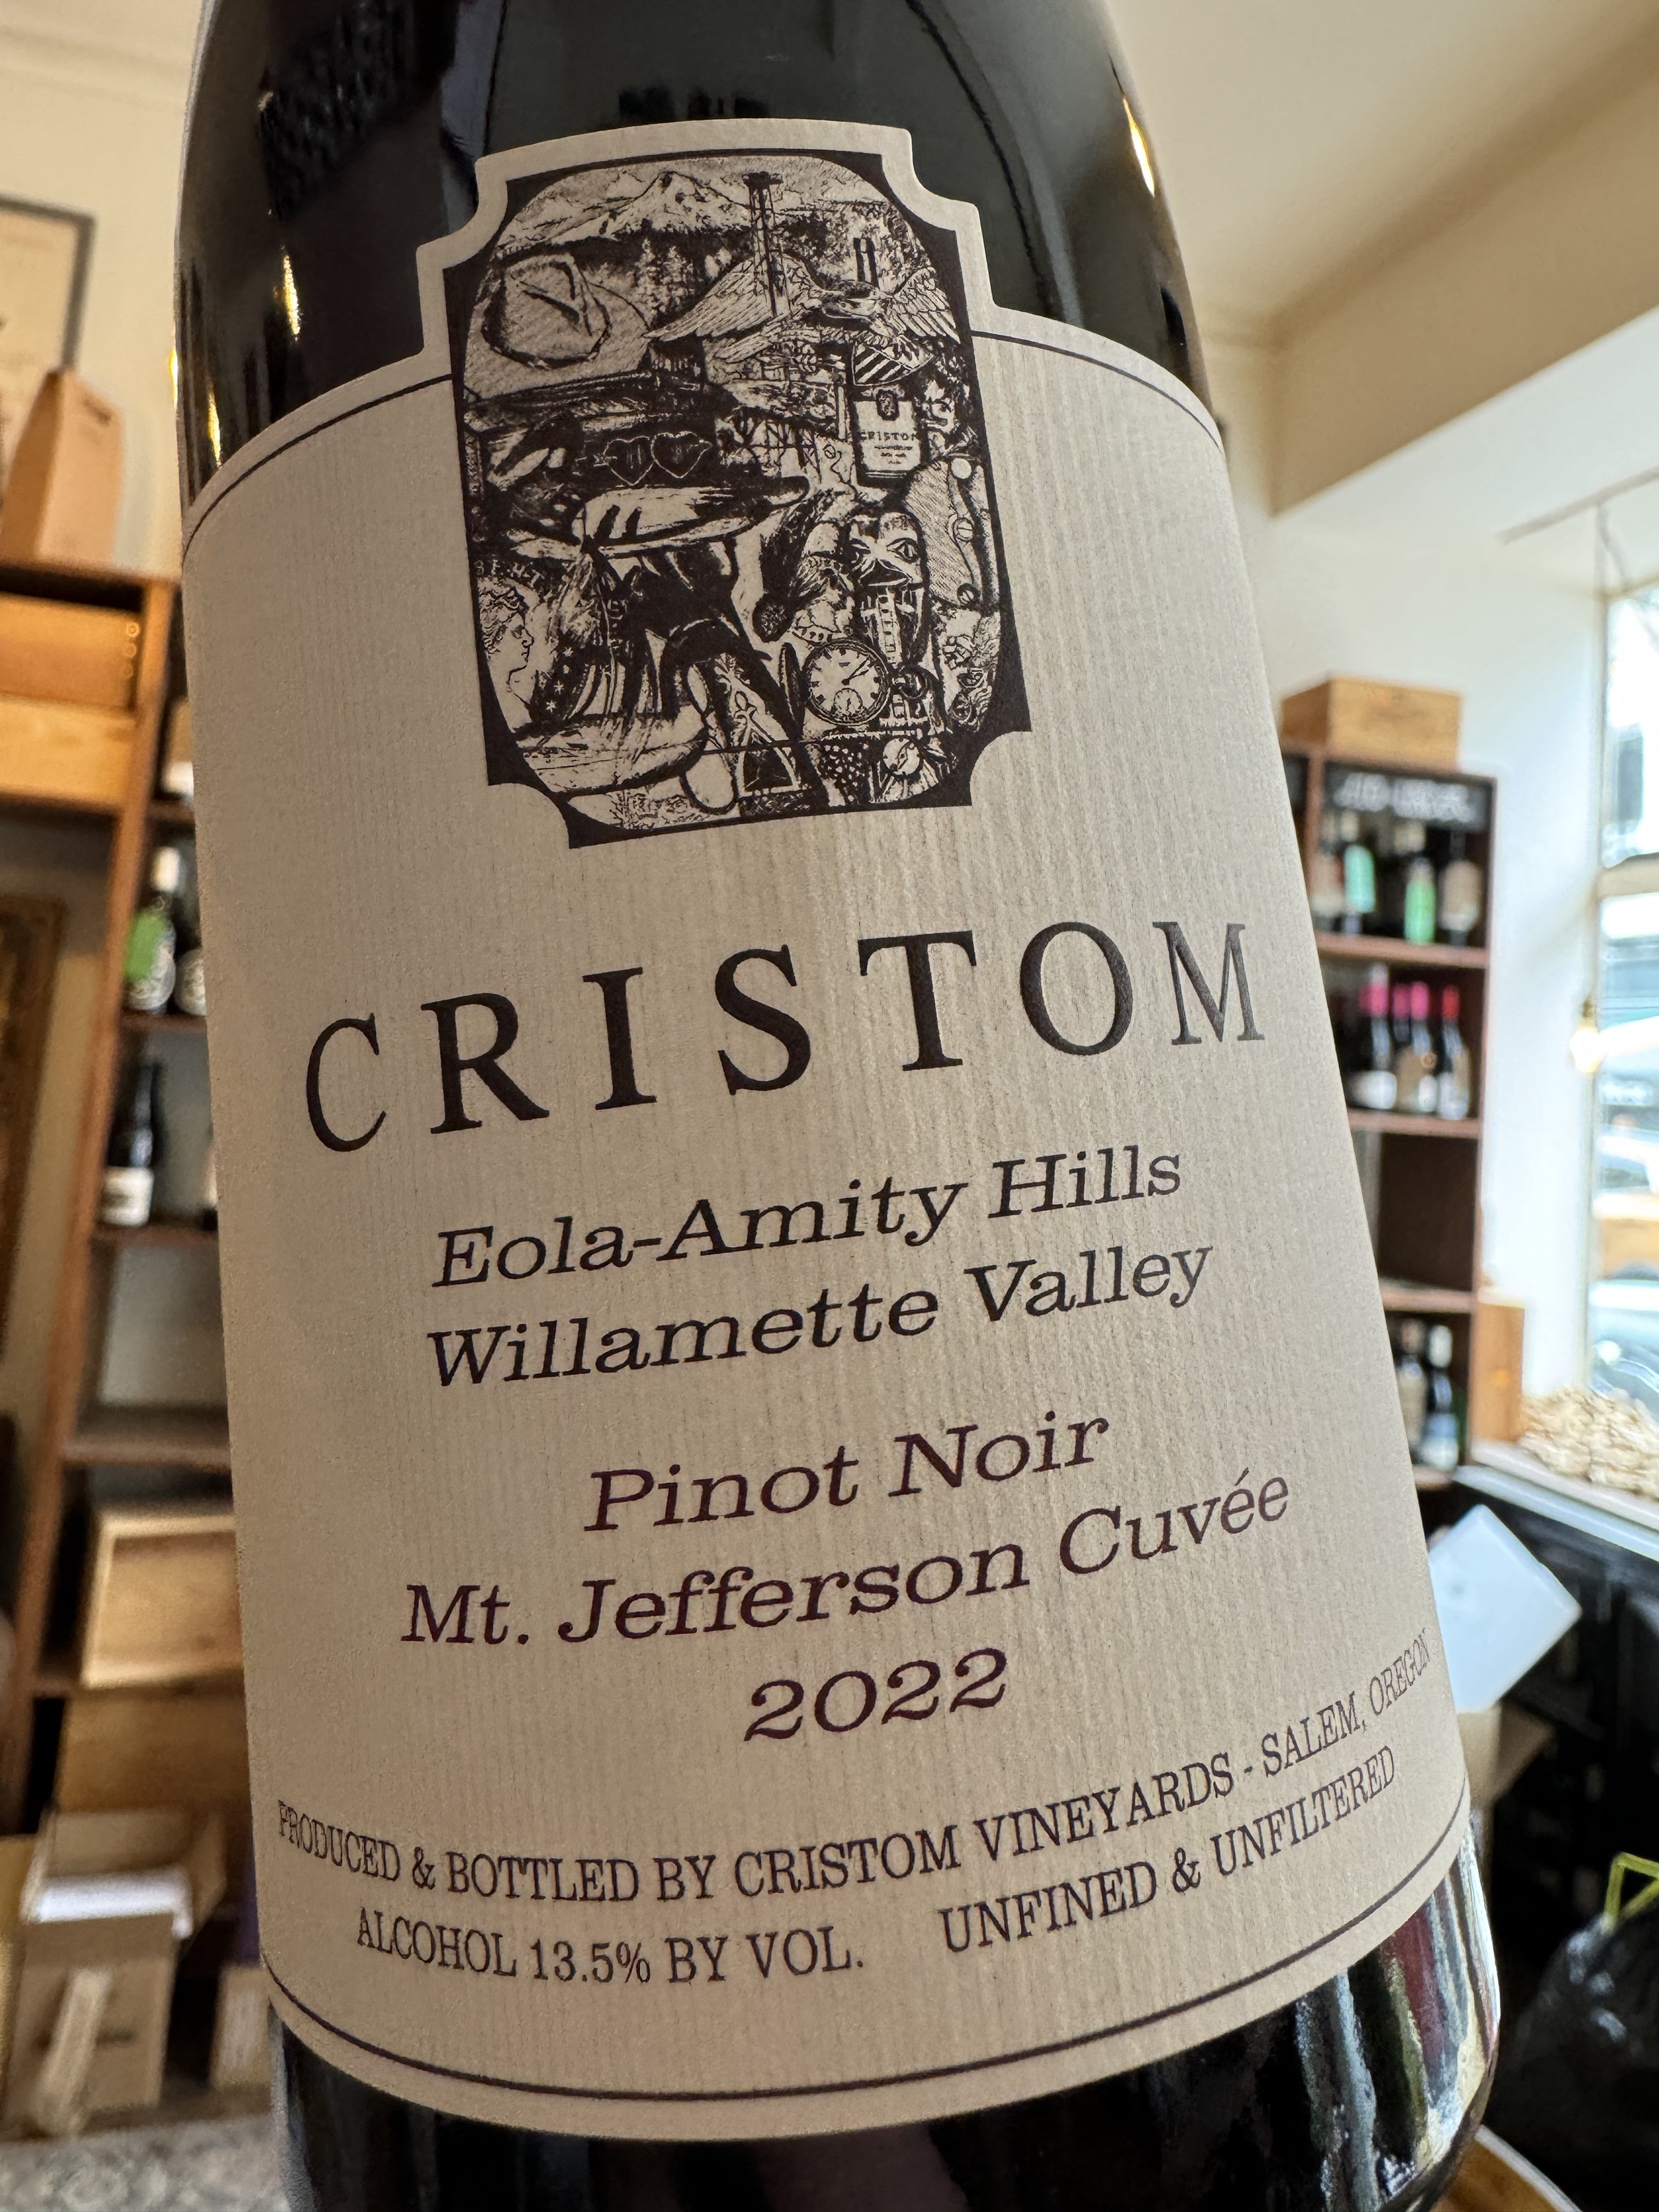 CRISTOM
CRISTOM
Eola-Amity Hills
Willamette Valley
Pinot Noir
Mt. Jefferson Cuvée
2022
PRODUCED & BOTTLED BY CRISTOM VINEYARDS - SALEM, OREGON
ALCOHOL 13.5% BY VOL. UNFINED & UNFILTERED